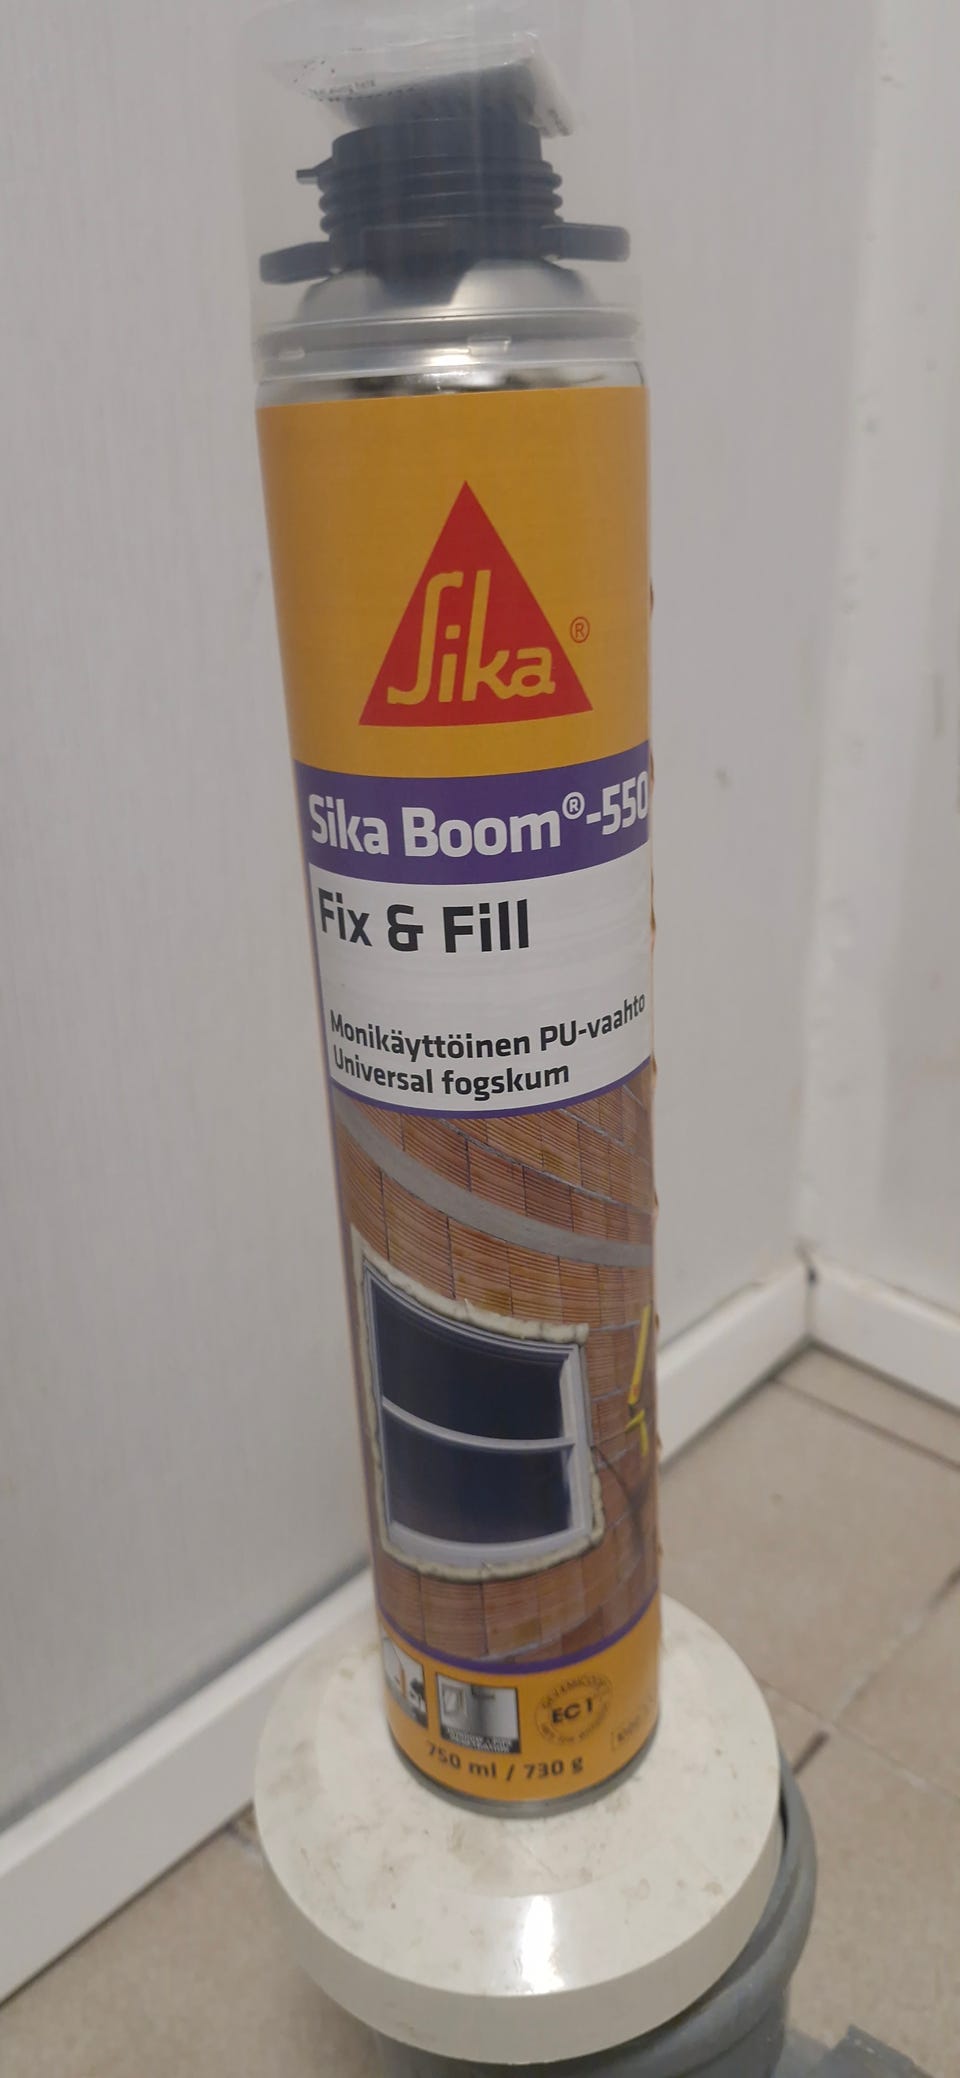 Sika®
Sika Boom®-550
Fix & Fill
Monikäyttöinen PU-vaahto
Universal fogskum
EC1
750 ml / 730 g